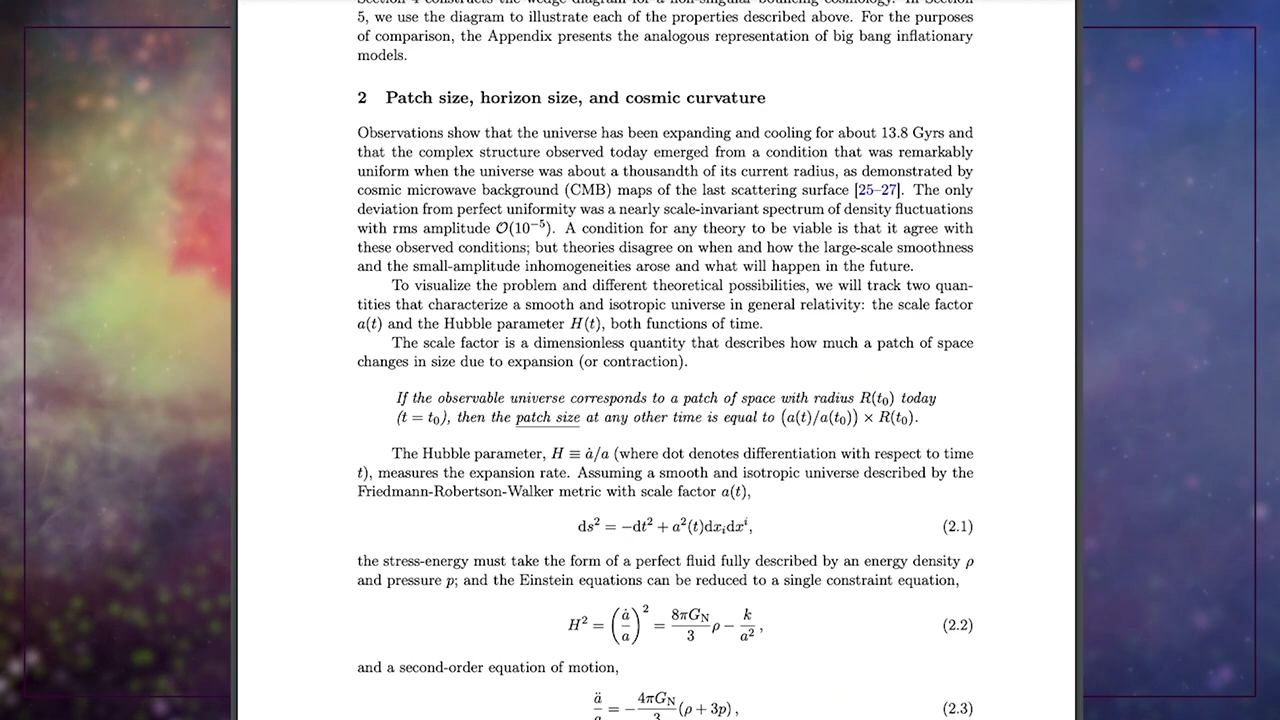 Section 4 constructs the wedge diagram for a non-singular bouncing cosmology. In Section
5, we use the diagram to illustrate each of the properties described above. For the purposes
of comparison, the Appendix presents the analogous representation of big bang inflationary
models.
2 Patch size, horizon size, and cosmic curvature
Observations show that the universe has been expanding and cooling for about 13.8 Gyrs and
that the complex structure observed today emerged from a condition that was remarkably
uniform when the universe was about a thousandth of its current radius, as demonstrated by
cosmic microwave background (CMB) maps of the last scattering surface [25–27]. The only
deviation from perfect uniformity was a nearly scale-invariant spectrum of density fluctuations
with rms amplitude 𝒪(10⁻⁵). A condition for any theory to be viable is that it agree with
these observed conditions; but theories disagree on when and how the large-scale smoothness
and the small-amplitude inhomogeneities arose and what will happen in the future.
To visualize the problem and different theoretical possibilities, we will track two quan-
tities that characterize a smooth and isotropic universe in general relativity: the scale factor
a(t) and the Hubble parameter H(t), both functions of time.
The scale factor is a dimensionless quantity that describes how much a patch of space
changes in size due to expansion (or contraction).
If the observable universe corresponds to a patch of space with radius R(t₀) today
(t = t₀), then the patch size at any other time is equal to (a(t)/a(t₀)) × R(t₀).
The Hubble parameter, H ≡ ȧ/a (where dot denotes differentiation with respect to time
t), measures the expansion rate. Assuming a smooth and isotropic universe described by the
Friedmann-Robertson-Walker metric with scale factor a(t),
ds² = −dt² + a²(t)dxᵢdxⁱ, (2.1)
the stress-energy must take the form of a perfect fluid fully described by an energy density ρ
and pressure p; and the Einstein equations can be reduced to a single constraint equation,
H² = (ȧ/a)² = 8πG_N/3 ρ − k/a², (2.2)
and a second-order equation of motion,
ä/a = −4πG_N/3 (ρ + 3p), (2.3)